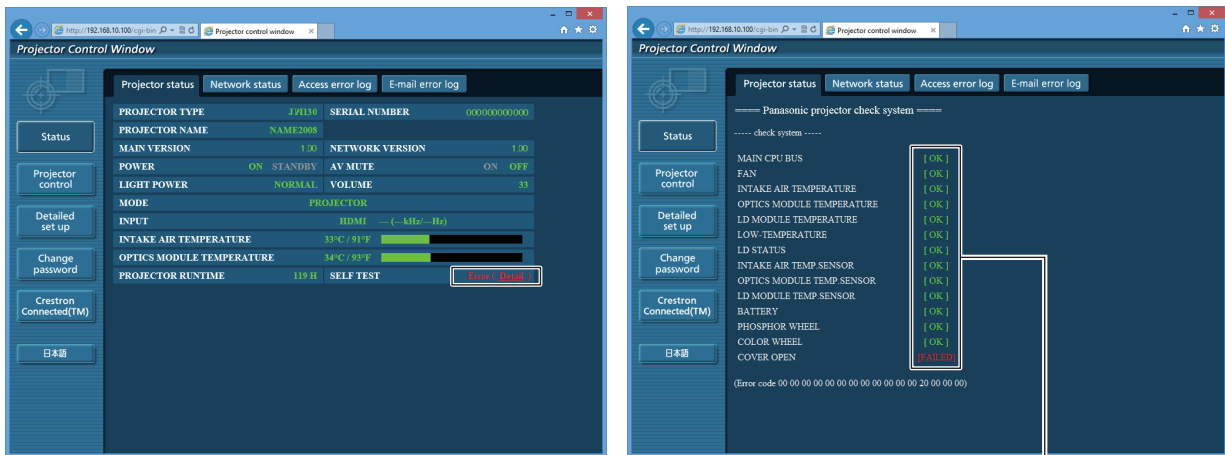 http://192.168.10.100/cgi-bin
Projector control window
Projector Control Window
Projector status
Network status
Access error log
E-mail error log
Status
Projector
control
Detailed
set up
Change
password
Crestron
Connected(TM)
日本語
PROJECTOR TYPE
SERIAL NUMBER 000000000000
PROJECTOR NAME NAME2008
MAIN VERSION 1.00 NETWORK VERSION 1.00
POWER ON STANDBY AV MUTE ON OFF
LIGHT POWER NORMAL VOLUME 33
MODE PROJECTOR
INPUT HDMI --- (---kHz/---Hz)
INTAKE AIR TEMPERATURE 33°C / 91°F
OPTICS MODULE TEMPERATURE 34°C / 93°F
PROJECTOR RUNTIME 119 H SELF TEST Error ( Detail )
http://192.168.10.100/cgi-bin
Projector control window
Projector Control Window
Projector status
Network status
Access error log
E-mail error log
Status
Projector
control
Detailed
set up
Change
password
Crestron
Connected(TM)
日本語
==== Panasonic projector check system ====
----- check system -----
MAIN CPU BUS [ OK ]
FAN [ OK ]
INTAKE AIR TEMPERATURE [ OK ]
OPTICS MODULE TEMPERATURE [ OK ]
LD MODULE TEMPERATURE [ OK ]
LOW-TEMPERATURE [ OK ]
LD STATUS [ OK ]
INTAKE AIR TEMP.SENSOR [ OK ]
OPTICS MODULE TEMP.SENSOR [ OK ]
LD MODULE TEMP.SENSOR [ OK ]
BATTERY [ OK ]
PHOSPHOR WHEEL [ OK ]
COLOR WHEEL [ OK ]
COVER OPEN [FAILED]
(Error code 00 00 00 00 00 00 00 00 00 00 00 00 20 00 00 00)